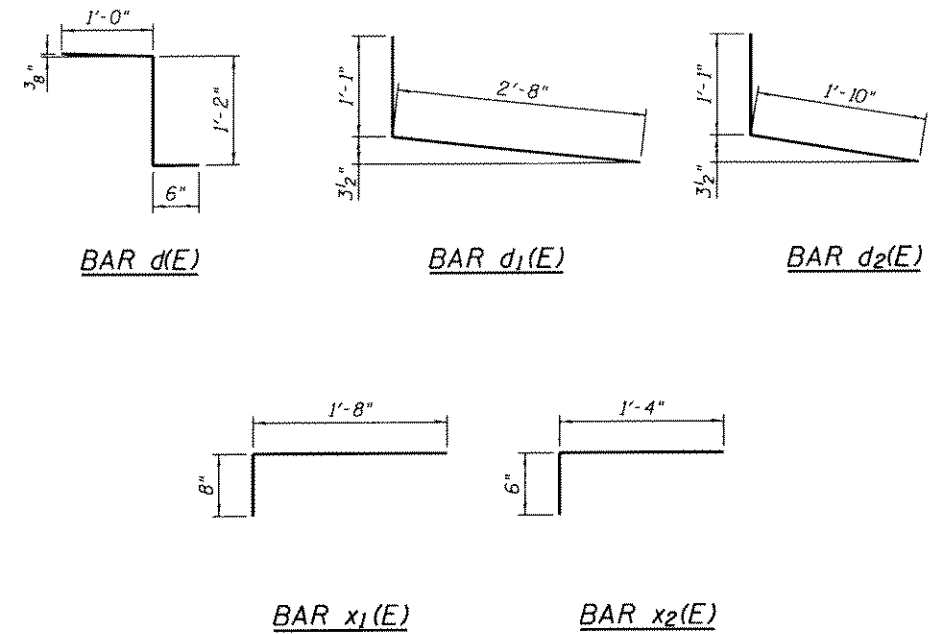 1'-0"
3/8"
1'-2"
6"
BAR d(E)
1'-1"
2'-8"
3½"
BAR d1(E)
1'-1"
1'-10"
3½"
BAR d2(E)
1'-8"
8"
BAR x1(E)
1'-4"
6"
BAR x2(E)